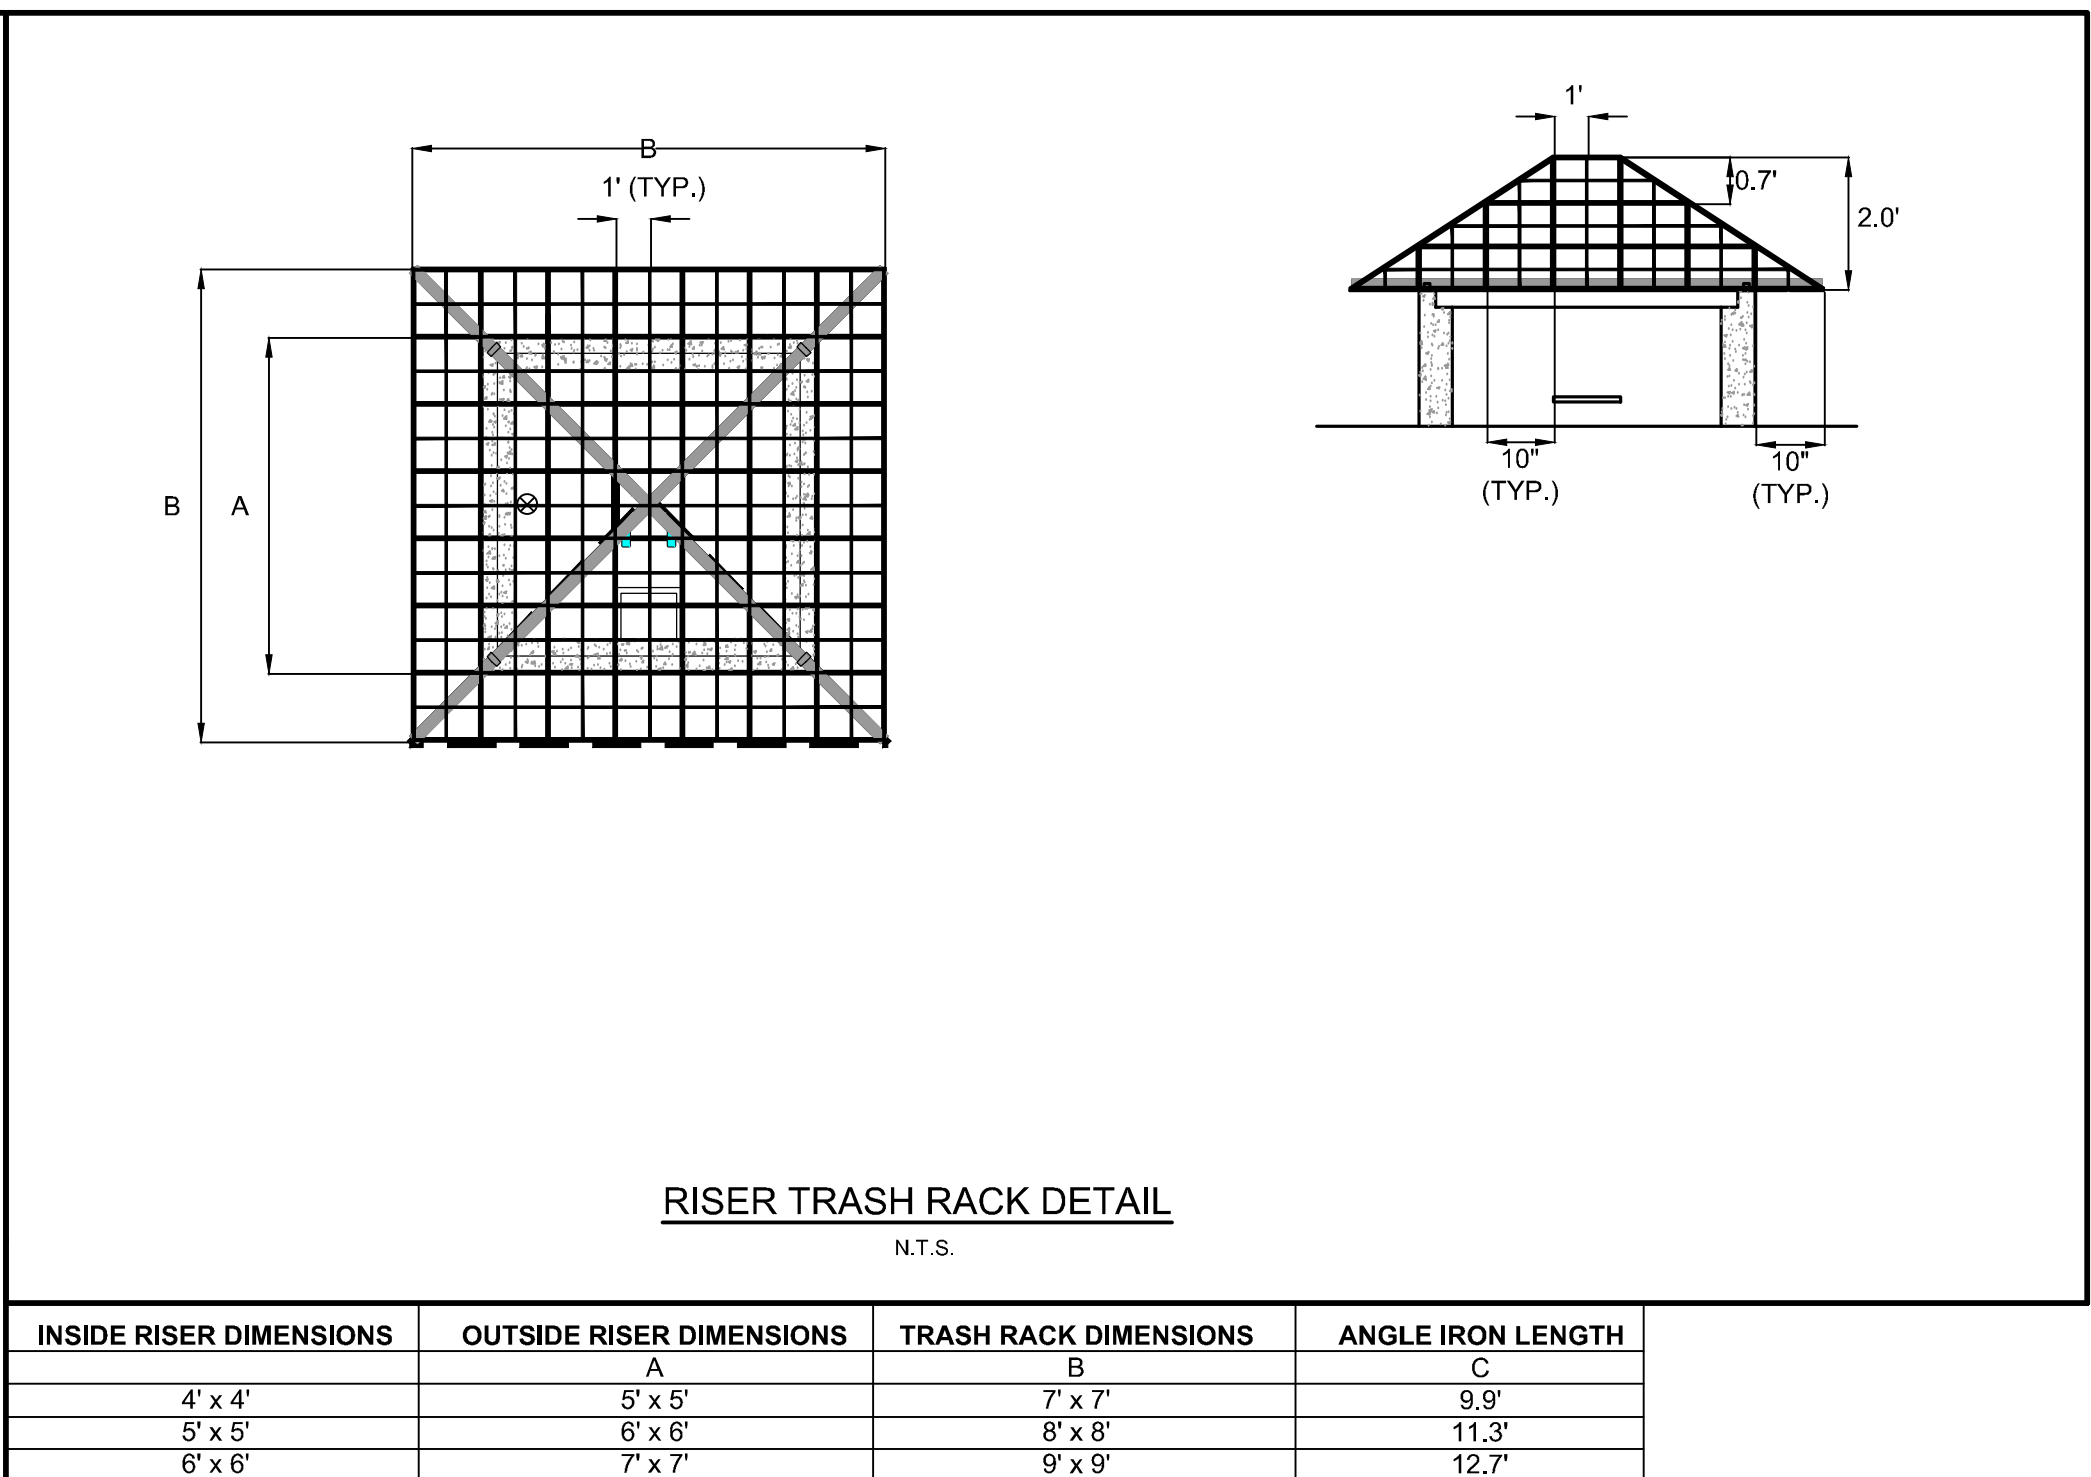 B
1' (TYP.)
B
A
1'
0.7'
2.0'
10"
(TYP.)
10"
(TYP.)
RISER TRASH RACK DETAIL
N.T.S.
INSIDE RISER DIMENSIONS OUTSIDE RISER DIMENSIONS TRASH RACK DIMENSIONS ANGLE IRON LENGTH
A B C
4' x 4' 5' x 5' 7' x 7' 9.9'
5' x 5' 6' x 6' 8' x 8' 11.3'
6' x 6' 7' x 7' 9' x 9' 12.7'